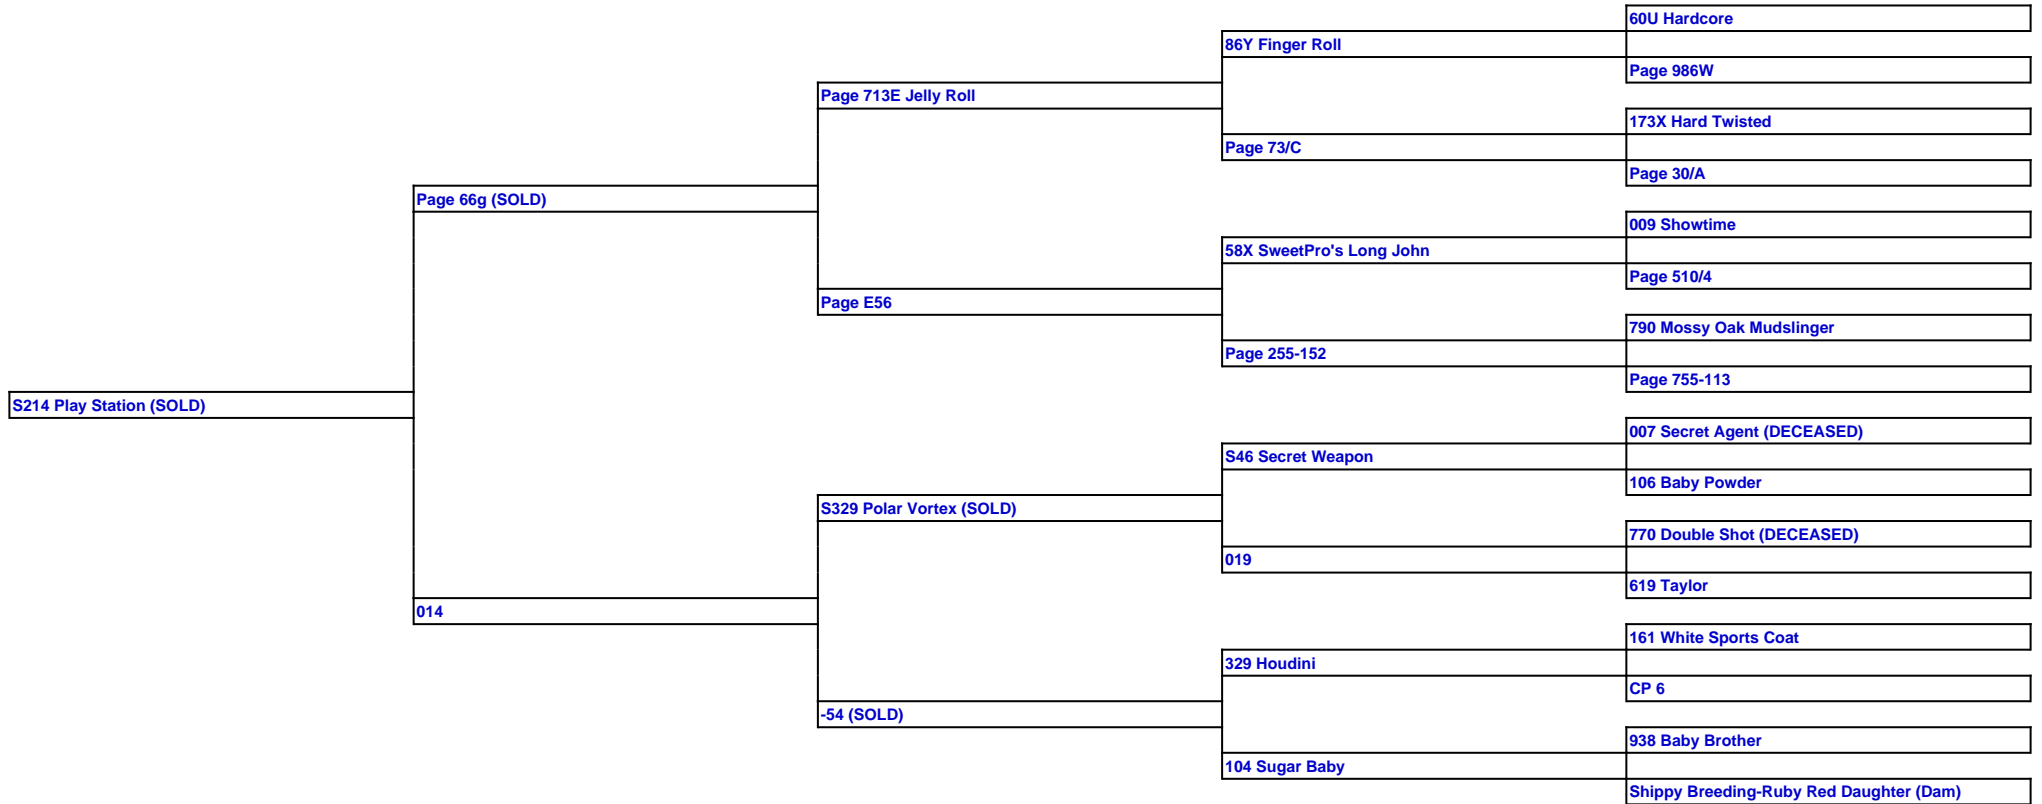 60U Hardcore
86Y Finger Roll
Page 986W
Page 713E Jelly Roll
173X Hard Twisted
Page 73/C
Page 30/A
Page 66g (SOLD)
009 Showtime
58X SweetPro's Long John
Page 510/4
Page E56
790 Mossy Oak Mudslinger
Page 255-152
Page 755-113
S214 Play Station (SOLD)
007 Secret Agent (DECEASED)
S46 Secret Weapon
106 Baby Powder
S329 Polar Vortex (SOLD)
770 Double Shot (DECEASED)
019
619 Taylor
014
161 White Sports Coat
329 Houdini
CP 6
-54 (SOLD)
938 Baby Brother
104 Sugar Baby
Shippy Breeding-Ruby Red Daughter (Dam)